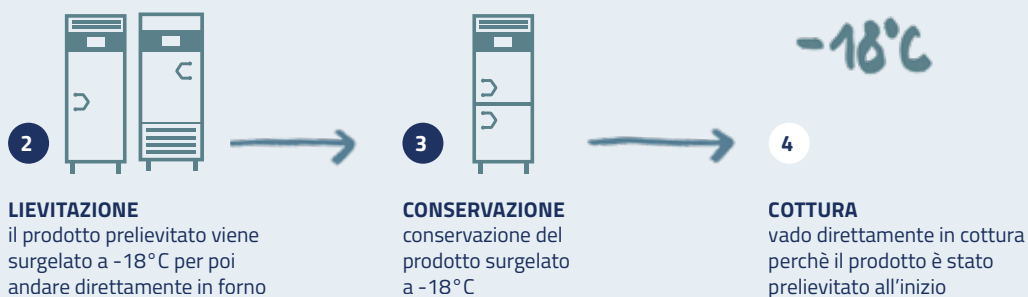 -18°C
2
3
4
LIEVITAZIONE
il prodotto prelievitato viene
surgelato a -18°C per poi
andare direttamente in forno
CONSERVAZIONE
conservazione del
prodotto surgelato
a -18°C
COTTURA
vado direttamente in cottura
perchè il prodotto è stato
prelievitato all'inizio